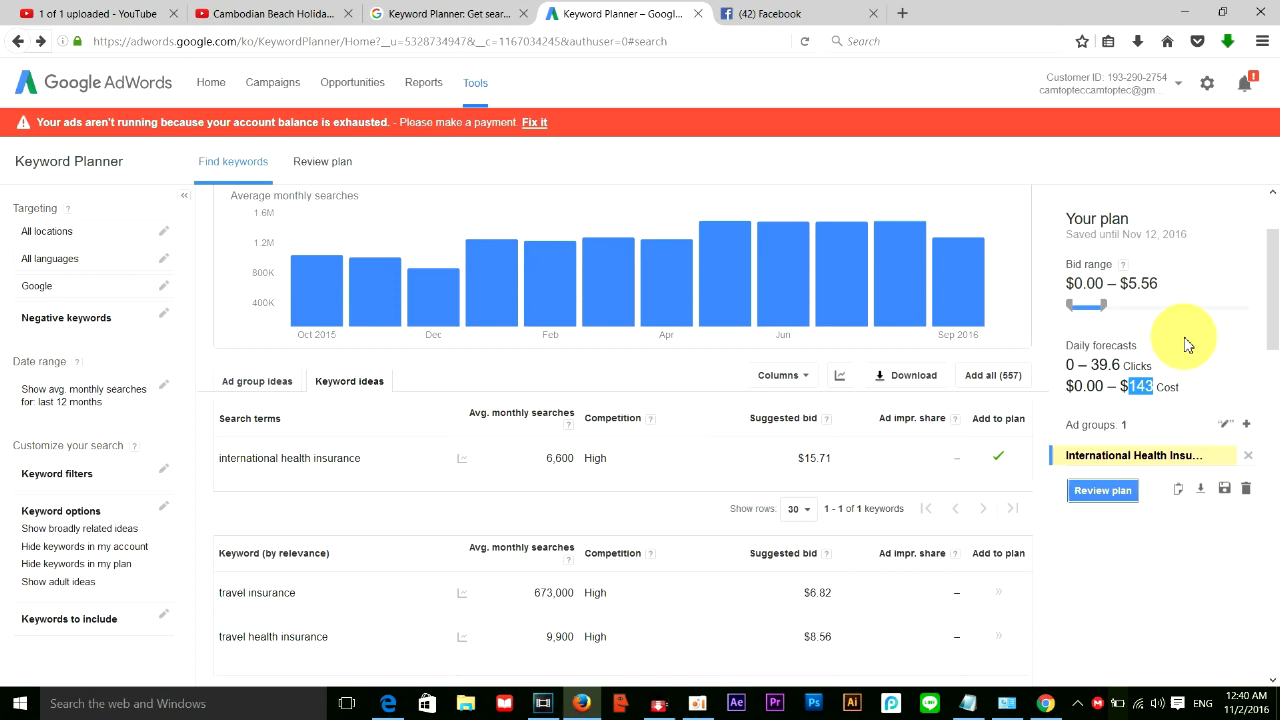 1 of 1 uploaded - YouTube
Cambodian Beach Holida...
Keyword Planner: Get sear...
Keyword Planner – Googl...
(42) Facebook
https://adwords.google.com/ko/KeywordPlanner/Home?__u=5328734947&__c=1167034245&authuser=0#search
Search
Google AdWords
Home
Campaigns
Opportunities
Reports
Tools
Customer ID: 193-290-2754
camtopteccamtoptec@gm...
Your ads aren't running because your account balance is exhausted. - Please make a payment. Fix it
Keyword Planner
Find keywords
Review plan
Targeting ?
All locations
All languages
Google
Negative keywords
Date range ?
Show avg. monthly searches
for: last 12 months
Customize your search ?
Keyword filters
Keyword options
Show broadly related ideas
Hide keywords in my account
Hide keywords in my plan
Show adult ideas
Keywords to include
Average monthly searches
1.6M
1.2M
800K
400K
Oct 2015
Dec
Feb
Apr
Jun
Sep 2016
Ad group ideas
Keyword ideas
Columns
Download
Add all (557)
Search terms
Avg. monthly searches ?
Competition ?
Suggested bid ?
Ad impr. share ?
Add to plan
international health insurance
6,600
High
$15.71
–
Show rows: 30
1 - 1 of 1 keywords
Keyword (by relevance)
Avg. monthly searches ?
Competition ?
Suggested bid ?
Ad impr. share ?
Add to plan
travel insurance
673,000
High
$6.82
–
travel health insurance
9,900
High
$8.56
–
Your plan
Saved until Nov 12, 2016
Bid range ?
$0.00 – $5.56
Daily forecasts
0 – 39.6 Clicks
$0.00 – $143 Cost
Ad groups: 1
International Health Insu...
Review plan
Search the web and Windows
ENG
12:40 AM
11/2/2016